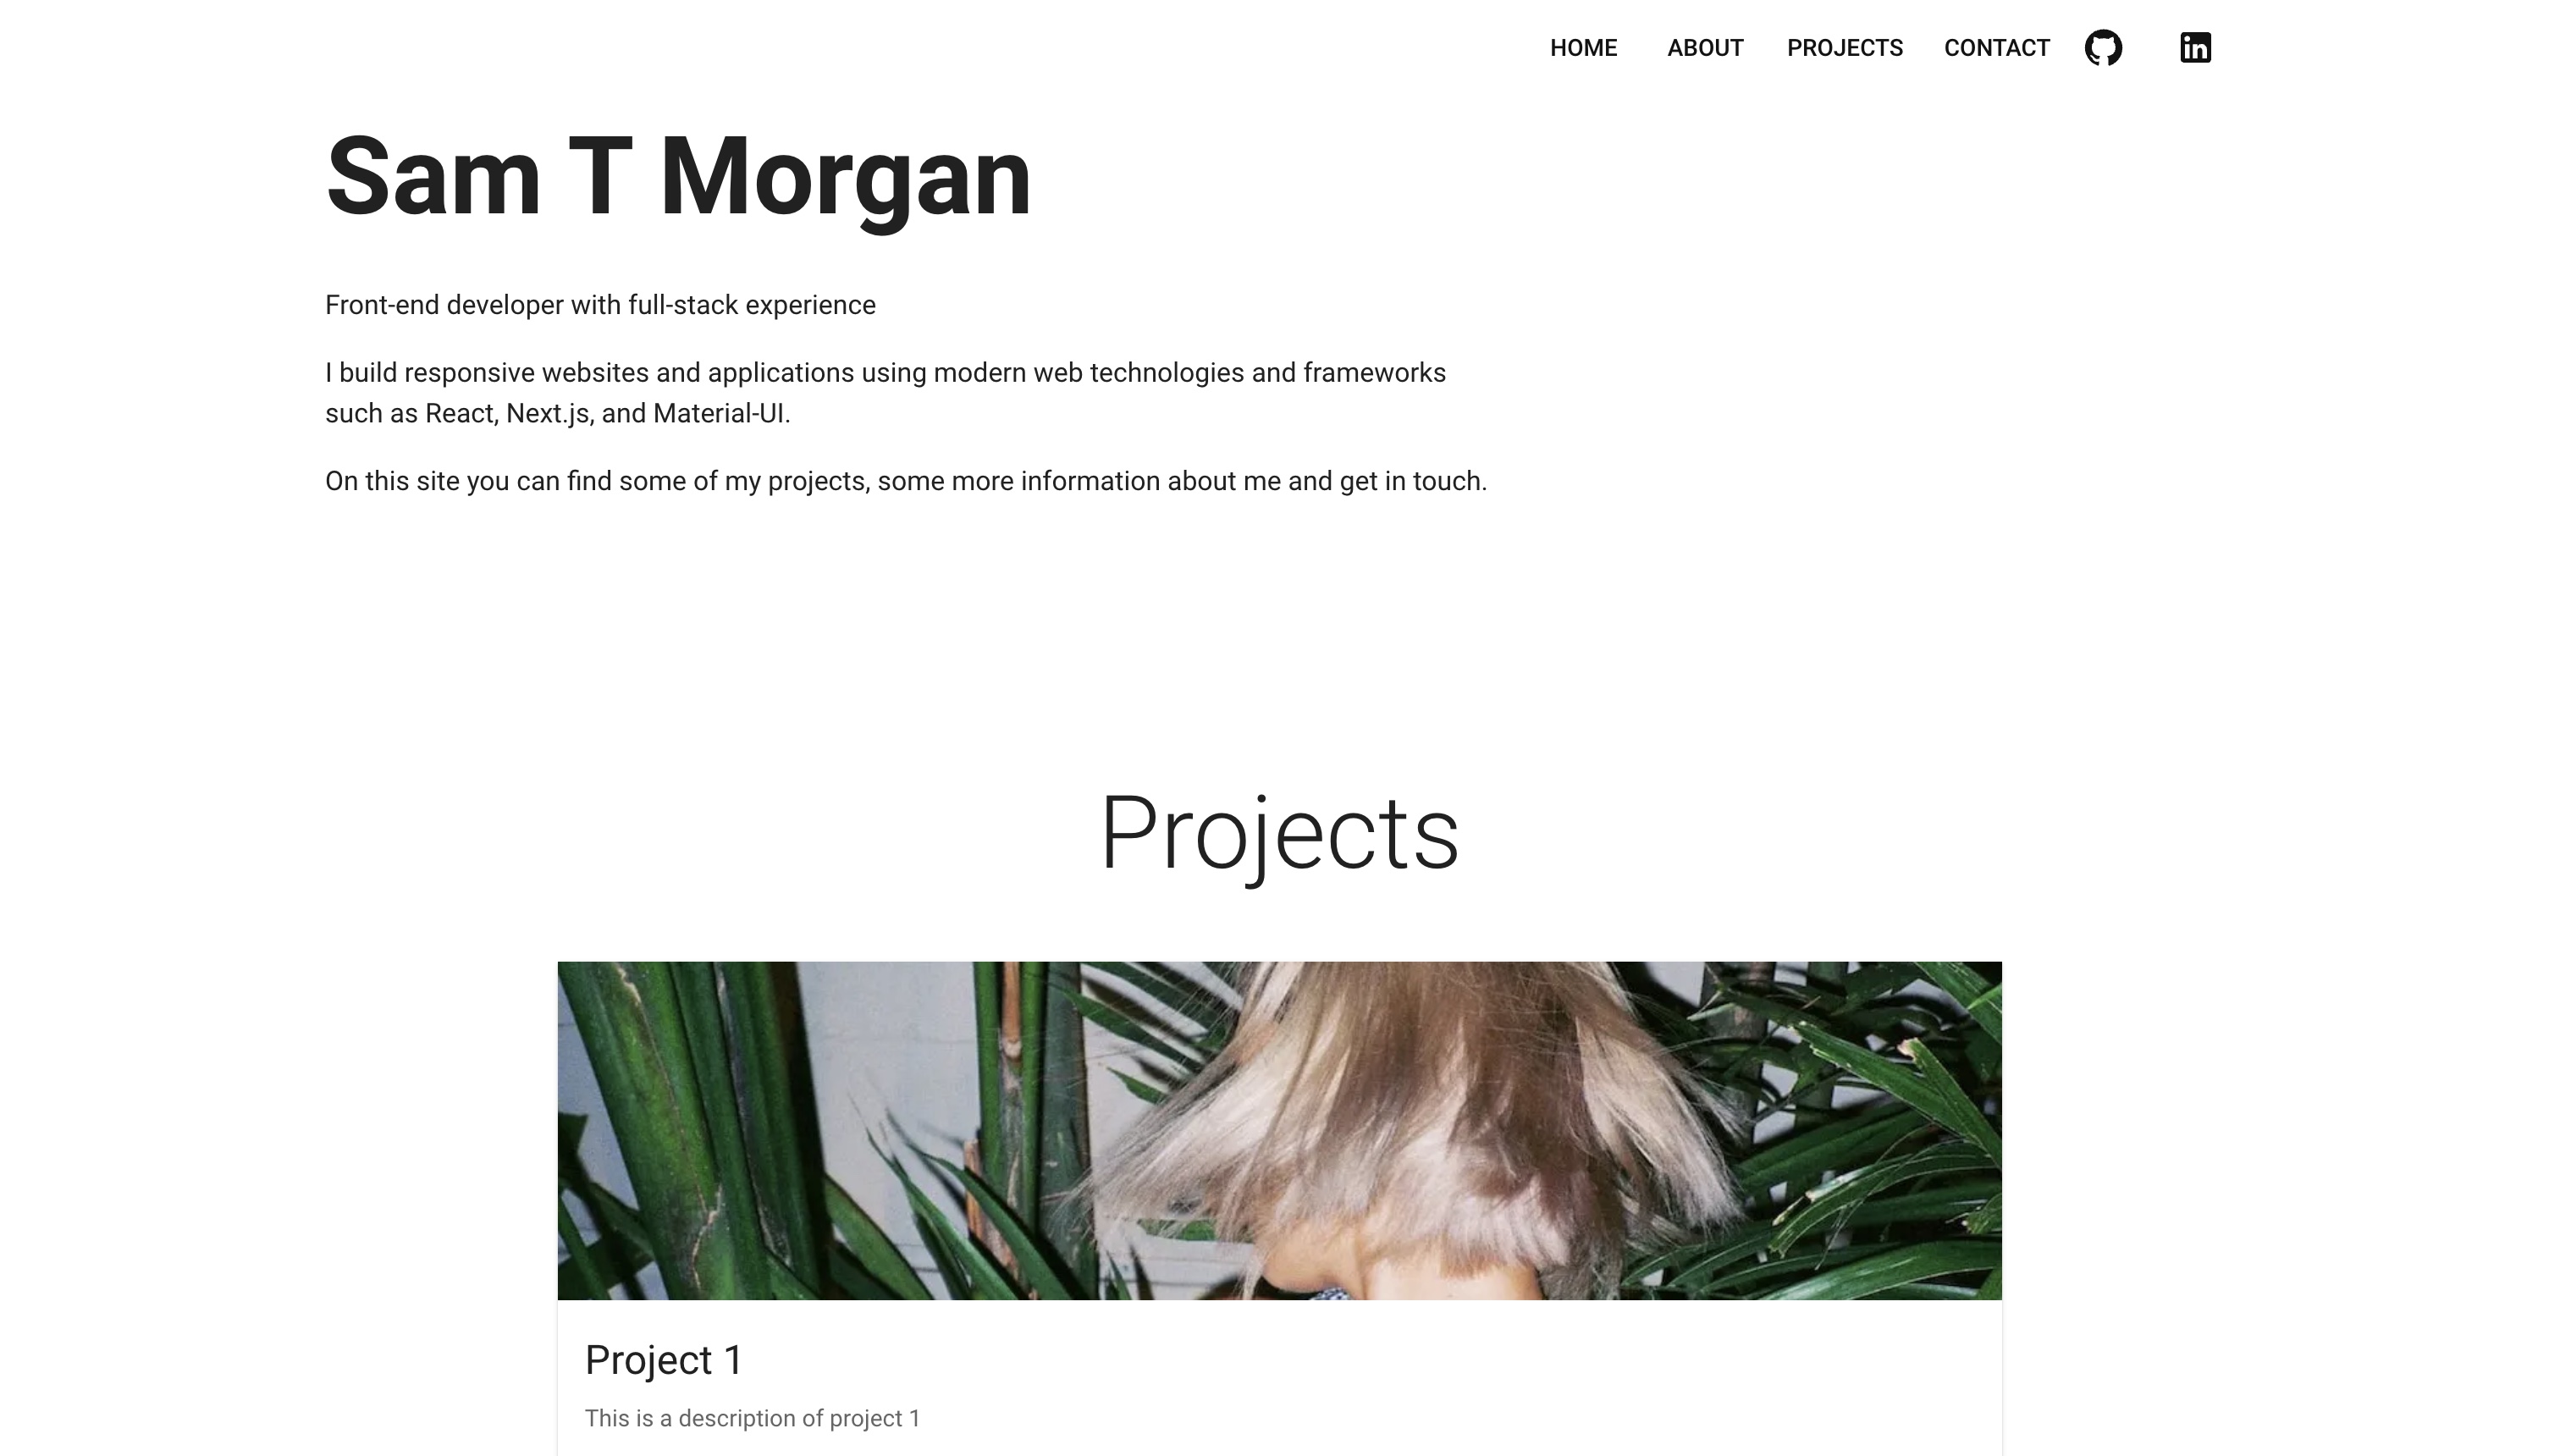 HOME ABOUT PROJECTS CONTACT
Sam T Morgan
Front-end developer with full-stack experience
I build responsive websites and applications using modern web technologies and frameworks
such as React, Next.js, and Material-UI.
On this site you can find some of my projects, some more information about me and get in touch.
Projects
Project 1
This is a description of project 1